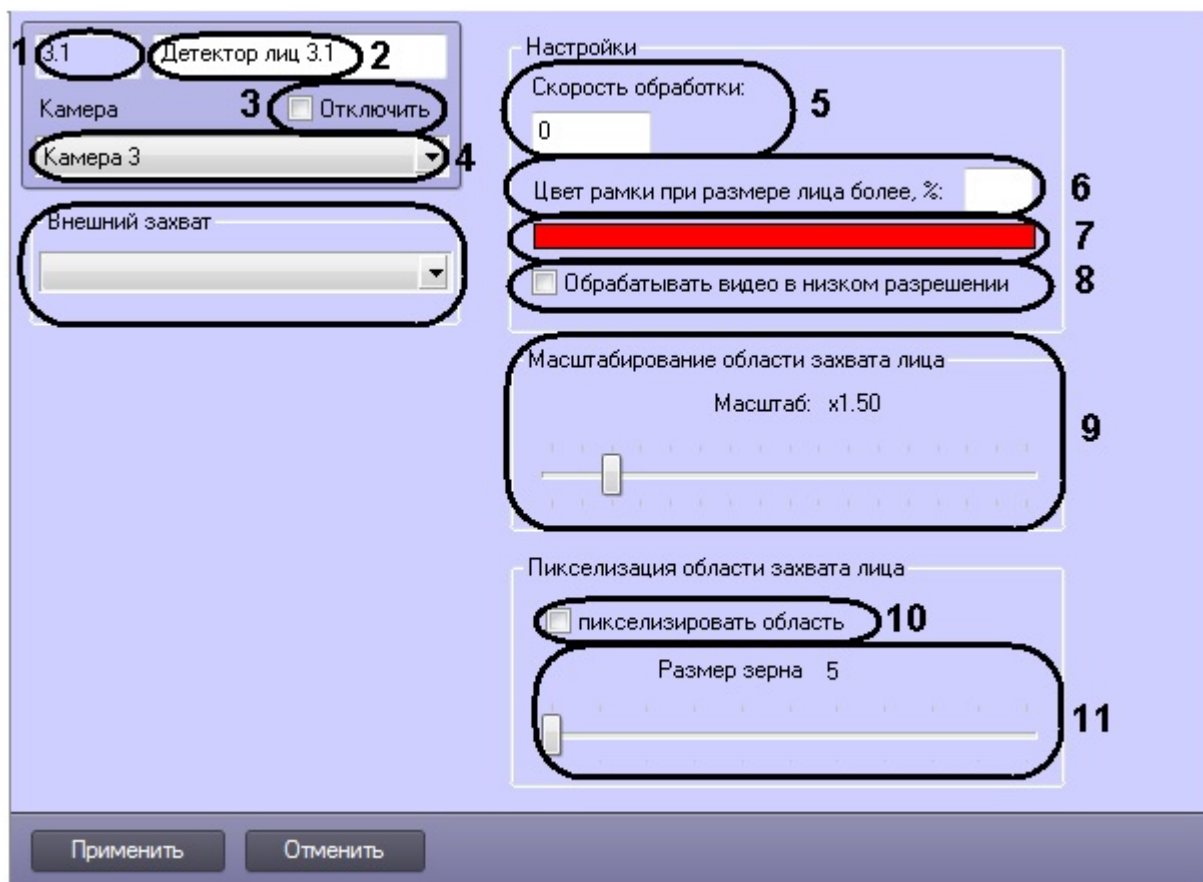 1 3.1 Детектор лиц 3.1 2
Камера 3 Отключить
Камера 3 4
Внешний захват
Настройки
Скорость обработки:
0 5
Цвет рамки при размере лица более, %: 6
7
Обрабатывать видео в низком разрешении 8
Масштабирование области захвата лица
Масштаб: x1.50
9
Пикселизация области захвата лица
пикселизировать область 10
Размер зерна 5
11
Применить Отменить